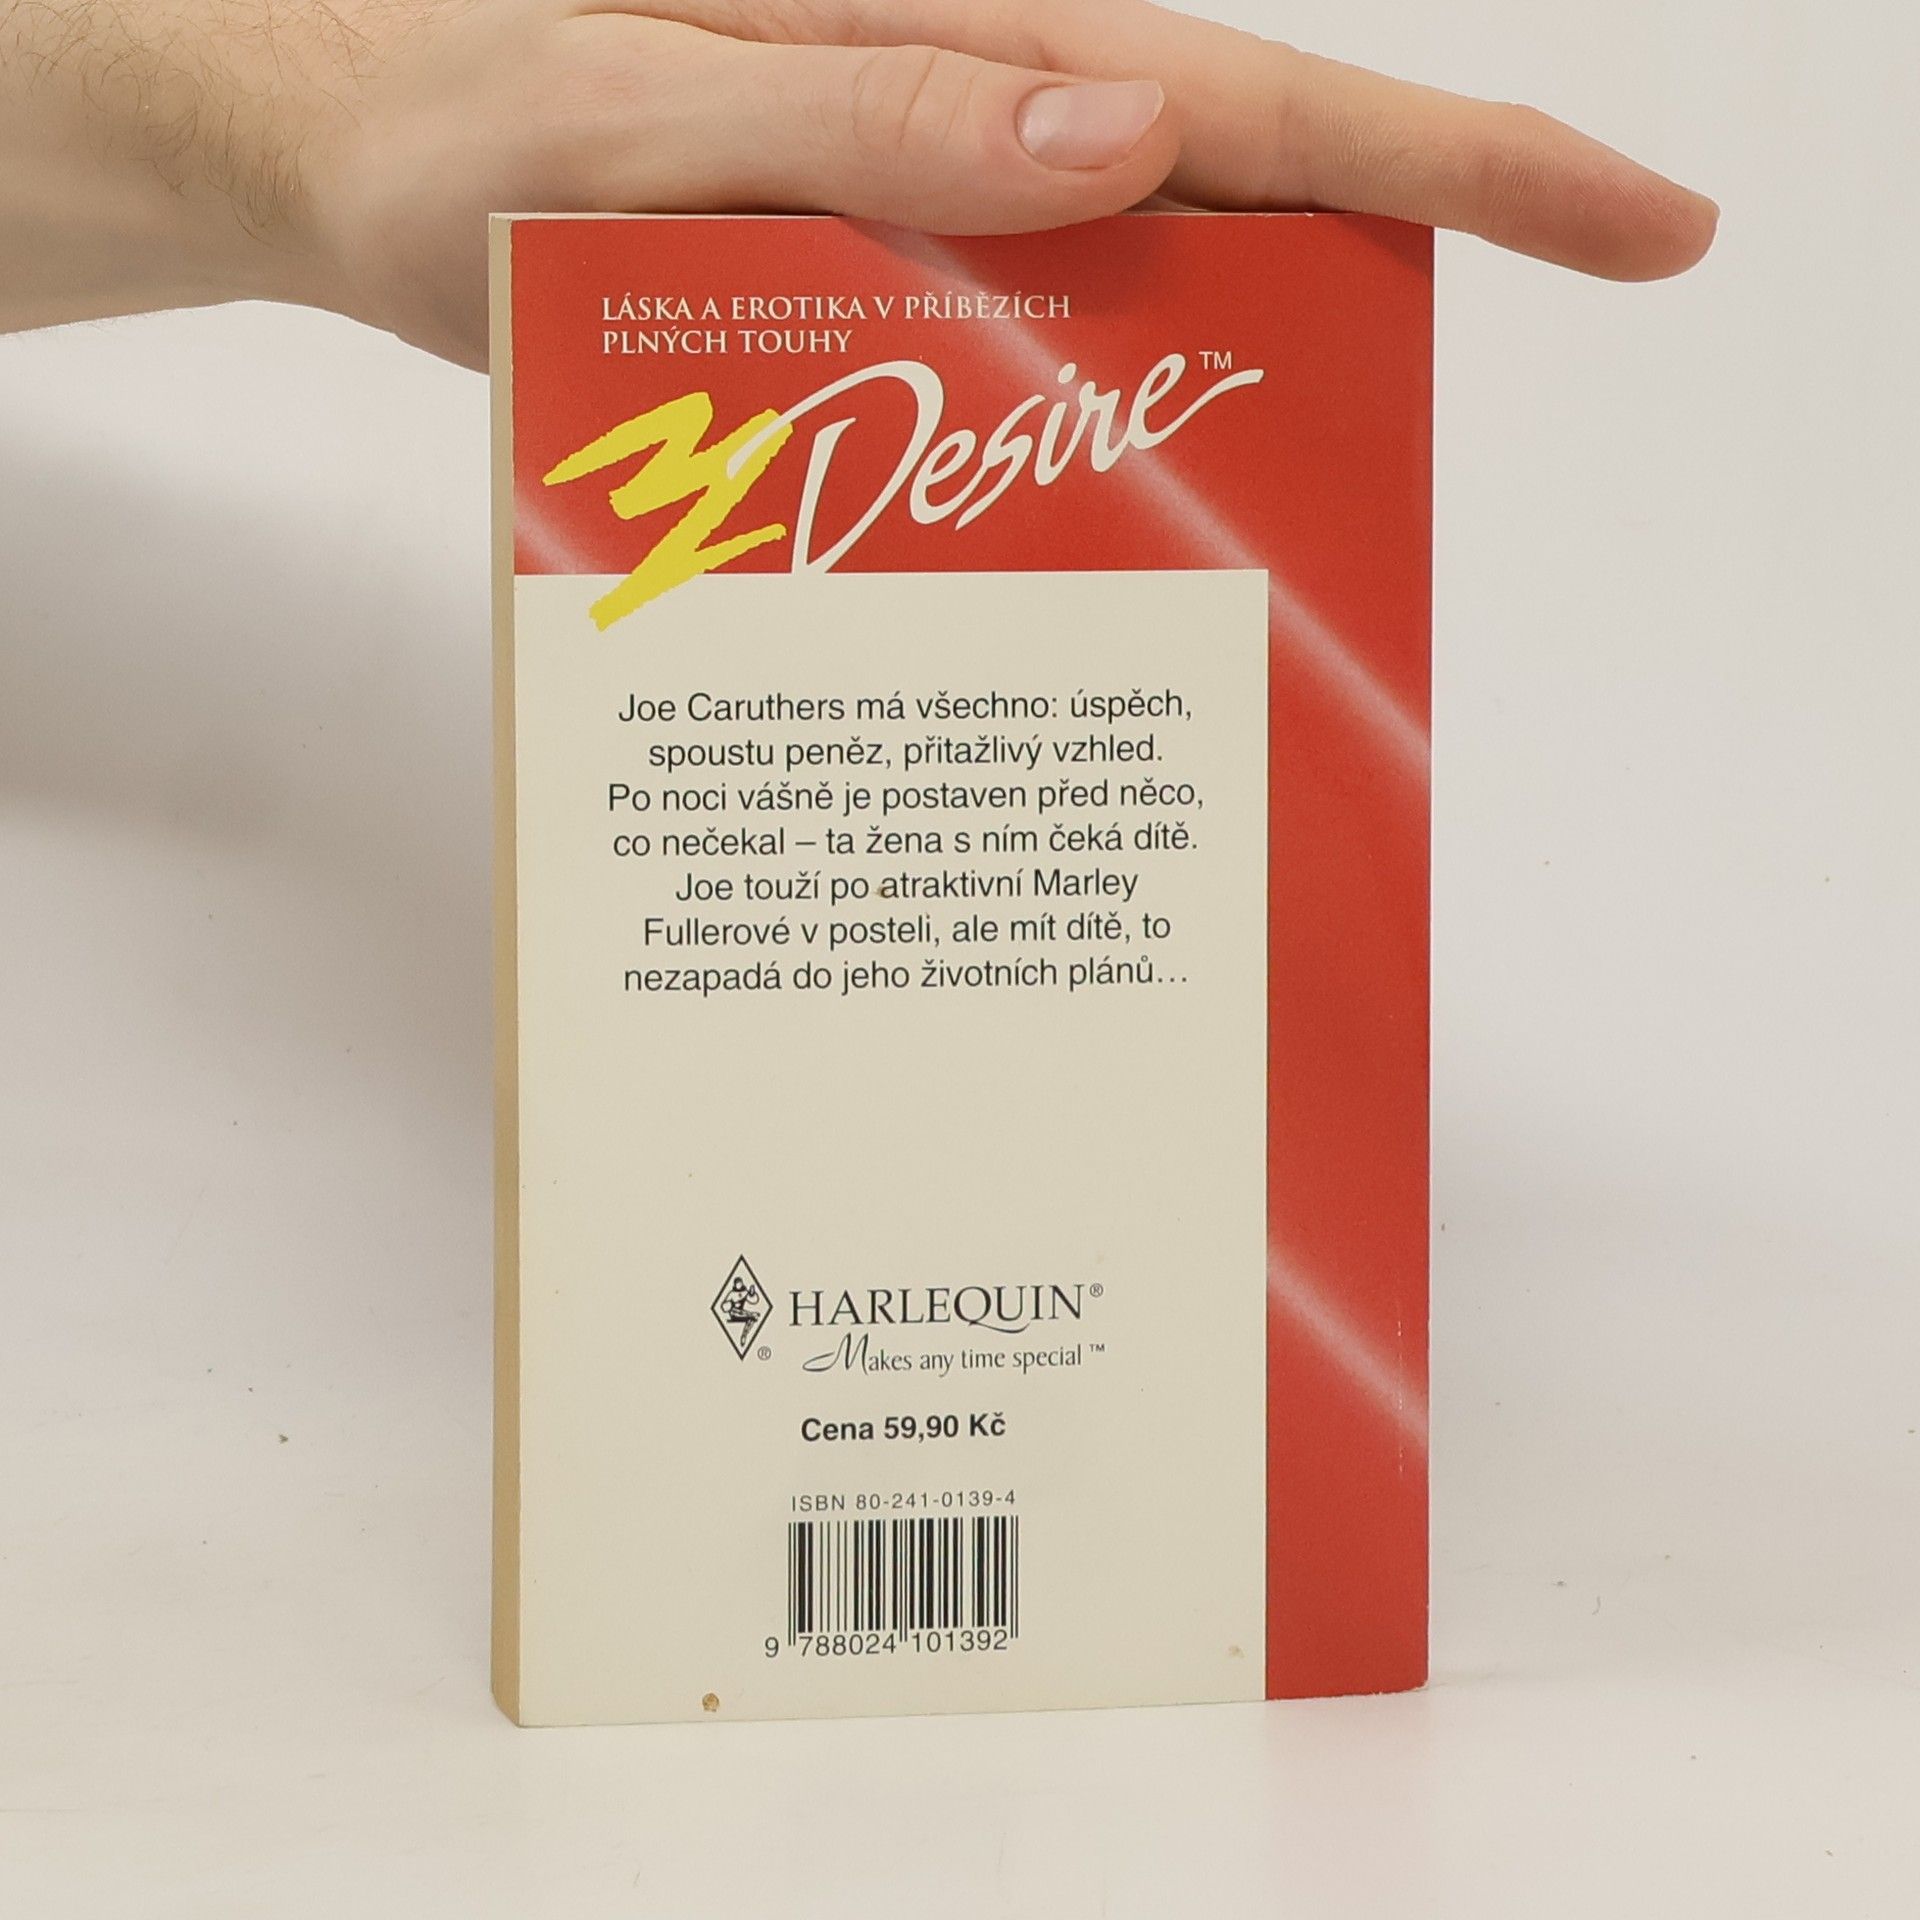 LÁSKA A EROTIKA V PŘÍBĚZÍCH
PLNÝCH TOUHY
Desire™
Joe Caruthers má všechno: úspěch,
spoustu peněz, přitažlivý vzhled.
Po noci vášně je postaven před něco,
co nečekal – ta žena s ním čeká dítě.
Joe touží po atraktivní Marley
Fullerové v posteli, ale mít dítě, to
nezapadá do jeho životních plánů…
HARLEQUIN®
®
Makes any time special™
Cena 59,90 Kč
ISBN 80-241-0139-4
9 788024 101392